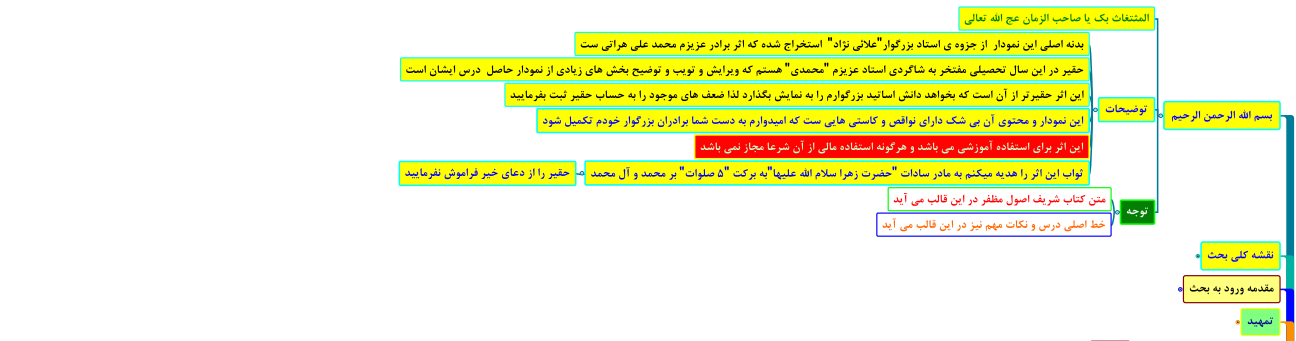 بسم الله الرحمن الرحیم
المثتغاث بک یا صاحب الزمان عج الله تعالی
توضیحات
بدنه اصلی این نمودار از جزوه ی استاد بزرگوار"علائی نژاد" استخراج شده که اثر برادر عزیزم محمد علی هراتی ست
حقیر در این سال تحصیلی مفتخر به شاگردی استاد عزیزم "محمدی" هستم که ویرایش و تویب و توضیح بخش های زیادی از نمودار حاصل درس ایشان است
این اثر حقیرتر از آن است که بخواهد دانش اساتید بزرگوارم را به نمایش بگذارد لذا ضعف های موجود را به حساب حقیر ثبت بفرمایید
این نمودار و محتوی آن بی شک دارای نواقص و کاستی هایی ست که امیدوارم به دست شما برادران بزرگوار خودم تکمیل شود
این اثر برای استفاده آموزشی می باشد و هرگونه استفاده مالی از آن شرعا مجاز نمی باشد
ثواب این اثر را هدیه میکنم به مادر سادات "حضرت زهرا سلام الله علیها"به برکت "۵ صلوات" بر محمد و آل محمد
حقیر را از دعای خیر فراموش نفرمایید
توجه
متن کتاب شریف اصول مظفر در این قالب می آید
خط اصلی درس و نکات مهم نیز در این قالب می آید
نقشه کلی بحث
مقدمه ورود به بحث
تمهید